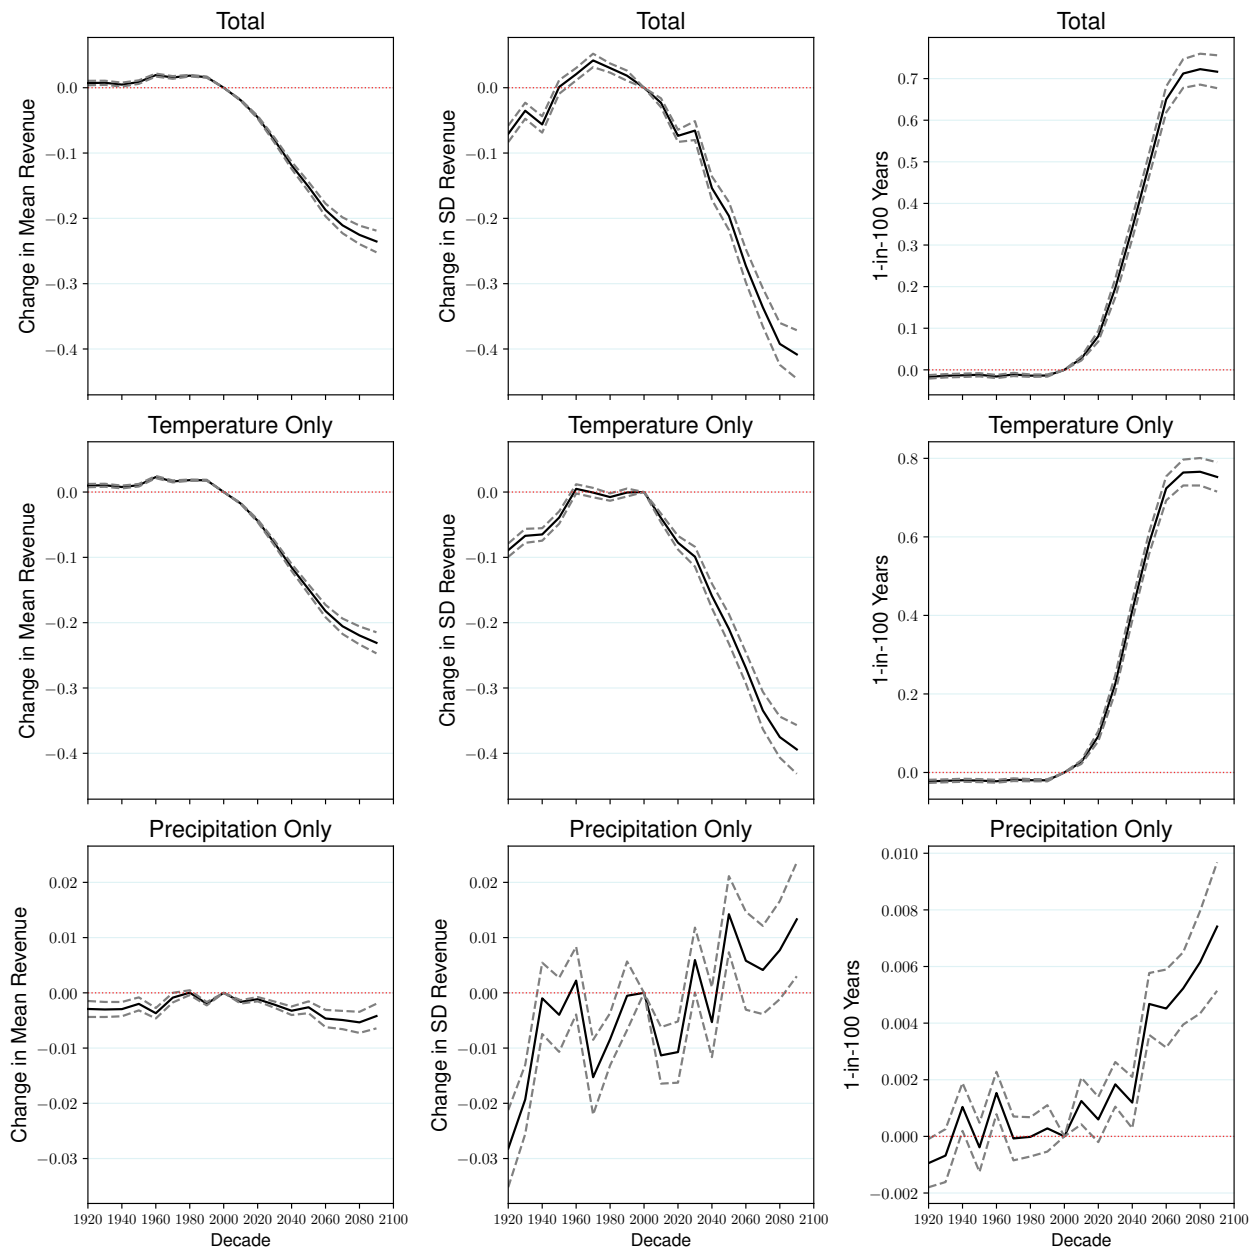 Total Total Total
Change in Mean Revenue
0.0
−0.1
−0.2
−0.3
−0.4
Change in SD Revenue
0.0
−0.1
−0.2
−0.3
−0.4
1-in-100 Years
0.7
0.6
0.5
0.4
0.3
0.2
0.1
0.0
Temperature Only Temperature Only Temperature Only
Change in Mean Revenue
0.0
−0.1
−0.2
−0.3
−0.4
Change in SD Revenue
0.0
−0.1
−0.2
−0.3
−0.4
1-in-100 Years
0.8
0.6
0.4
0.2
0.0
Precipitation Only Precipitation Only Precipitation Only
Change in Mean Revenue
0.02
0.01
0.00
−0.01
−0.02
−0.03
1920 1940 1960 1980 2000 2020 2040 2060 2080 2100
Decade
Change in SD Revenue
0.02
0.01
0.00
−0.01
−0.02
−0.03
1920 1940 1960 1980 2000 2020 2040 2060 2080 2100
Decade
1-in-100 Years
0.010
0.008
0.006
0.004
0.002
0.000
−0.002
1920 1940 1960 1980 2000 2020 2040 2060 2080 2100
Decade